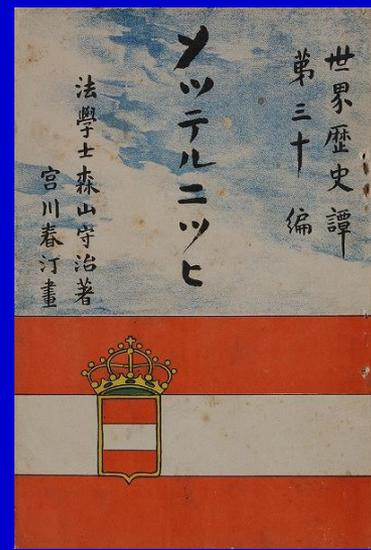 世界歴史譚
第三十編
メッテルニッヒ
法學士森山守治著
宮川春汀畫